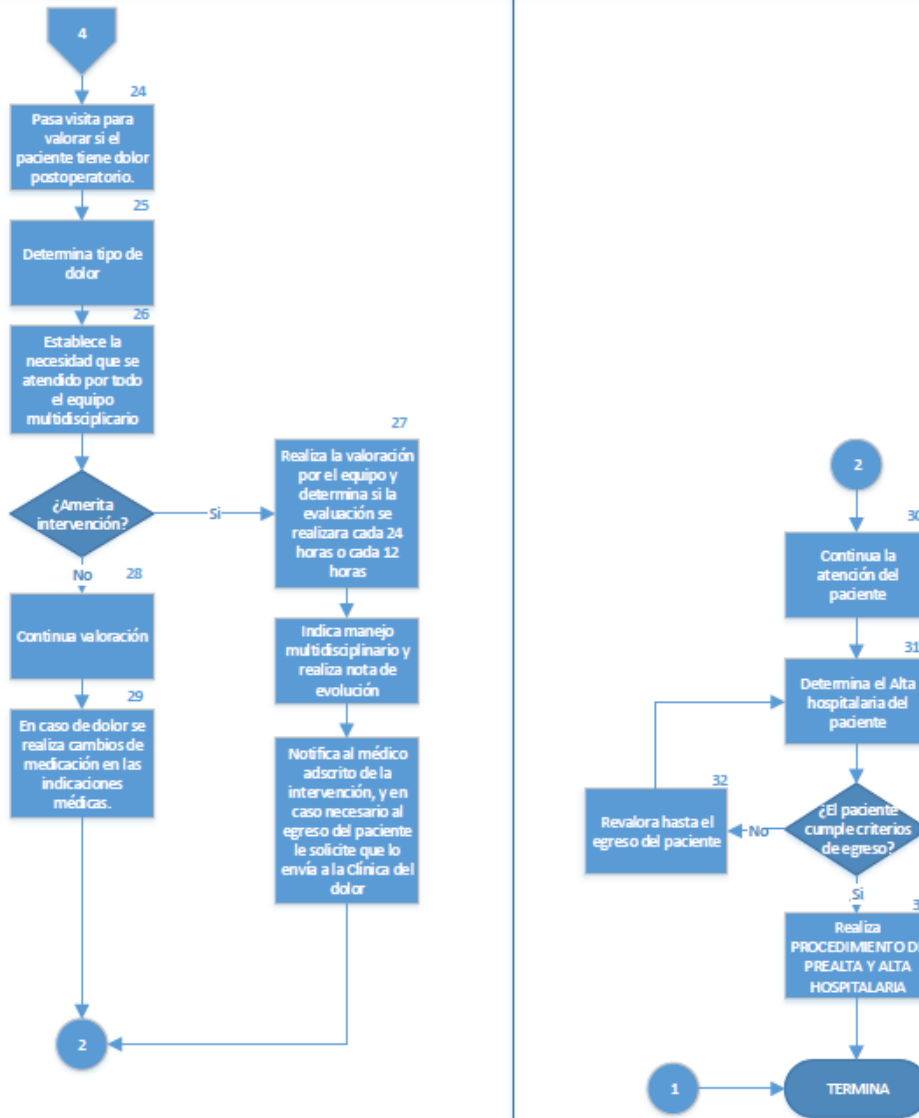 4
24
Pasa visita para
valorar si el
paciente tiene dolor
postoperatorio.
25
Determina tipo de
dolor
26
Establece la
necesidad que se
atendido por todo
el equipo
multidisciplicario
¿Amerita
intervención?
Si
No
27
Realiza la valoración
por el equipo y
determina si la
evaluación se
realizara cada 24
horas o cada 12
horas
Indica manejo
multidisciplinario y
realiza nota de
evolución
Notifica al médico
adscrito de la
intervención, y en
caso necesario al
egreso del paciente
le solicite que lo
envía a la Clínica del
dolor
28
Continua valoración
29
En caso de dolor se
realiza cambios de
medicación en las
indicaciones
médicas.
2
2
30
Continua la
atención del
paciente
31
Determina el Alta
hospitalaria del
paciente
¿El paciente
cumple criterios
de egreso?
No
32
Revalora hasta el
egreso del paciente
Si
Realiza
PROCEDIMIENTO DE
PREALTA Y ALTA
HOSPITALARIA
1
TERMINA